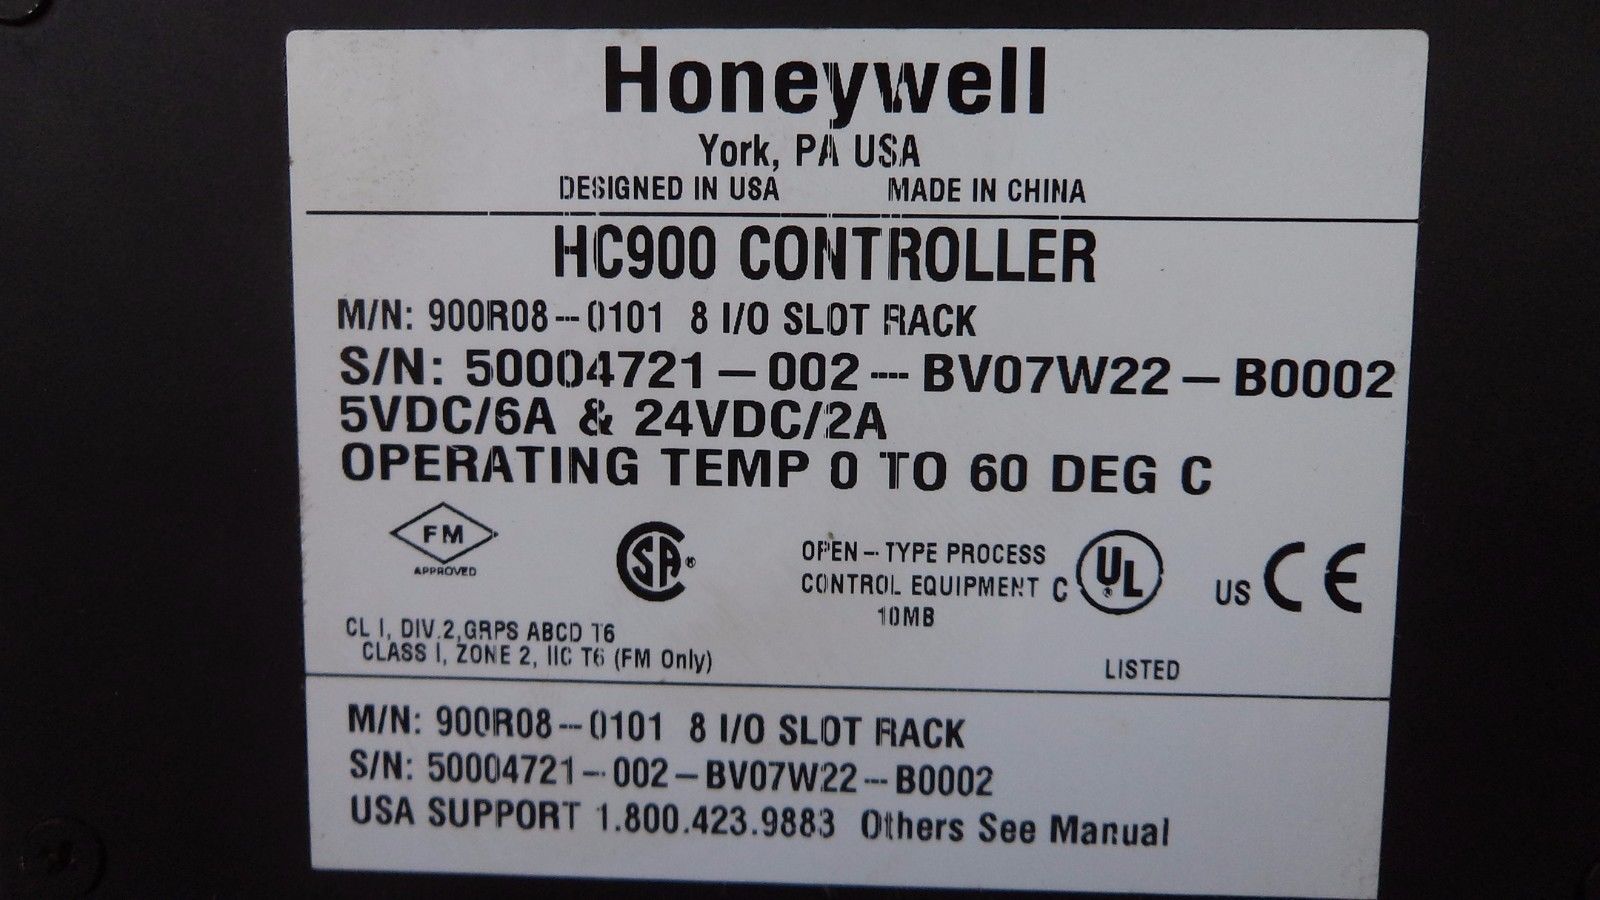 Honeywell
York, PA USA
DESIGNED IN USA MADE IN CHINA
HC900 CONTROLLER
M/N: 900R08-0101 8 I/O SLOT RACK
S/N: 50004721-002-BV07W22-B0002
5VDC/6A & 24VDC/2A
OPERATING TEMP 0 TO 60 DEG C
FM
APPROVED
SA®
OPEN-TYPE PROCESS
CONTROL EQUIPMENT
10MB
C UL® US CE
LISTED
CL I, DIV.2,GRPS ABCD T6
CLASS I, ZONE 2, IIC T6 (FM Only)
M/N: 900R08-0101 8 I/O SLOT RACK
S/N: 50004721-002-BV07W22-B0002
USA SUPPORT 1.800.423.9883 Others See Manual